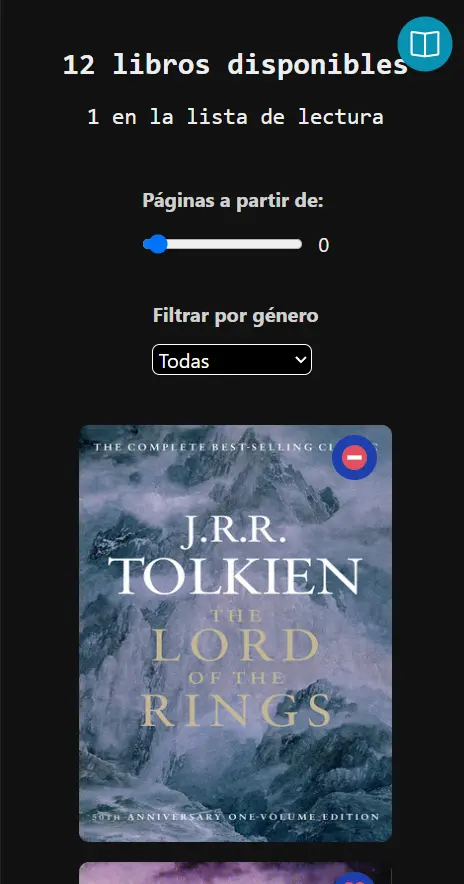 12 libros disponibles
1 en la lista de lectura
Páginas a partir de:
0
Filtrar por género
Todas
THE COMPLETE BEST-SELLING
J.R.R.
TOLKIEN
THE
LORD
OF THE
RINGS
50TH ANNIVERSARY ONE-VOLUME EDITION